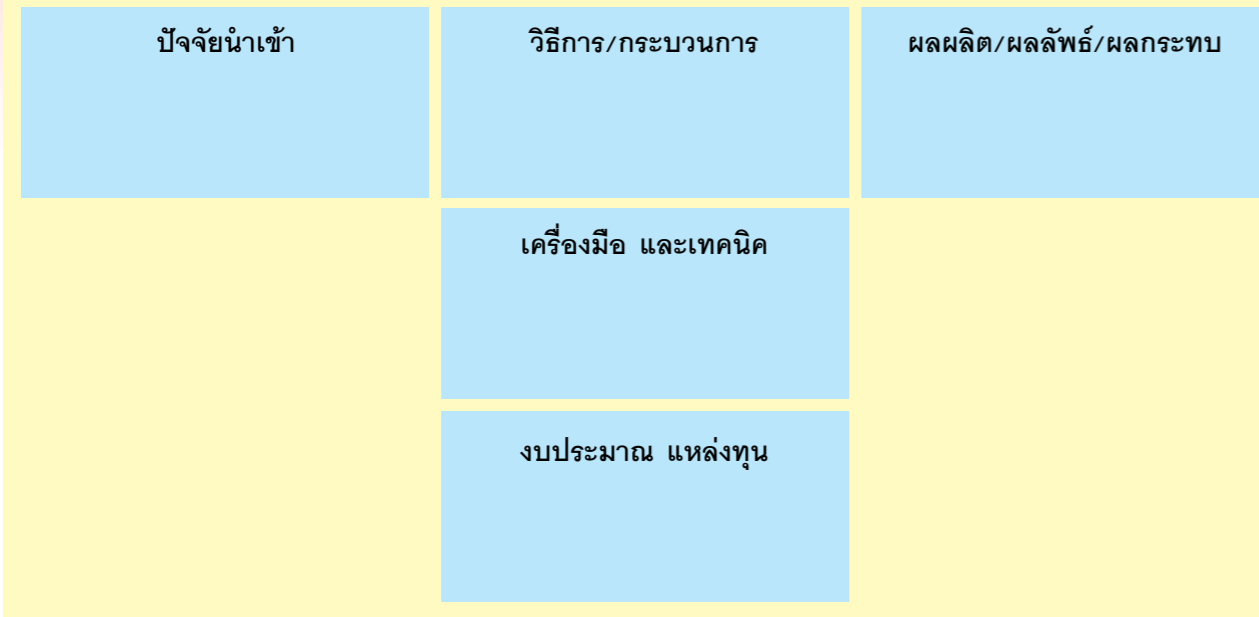 ปัจจัยนำเข้า
วิธีการ/กระบวนการ
ผลผลิต/ผลลัพธ์/ผลกระทบ
เครื่องมือ และเทคนิค
งบประมาณ แหล่งทุน